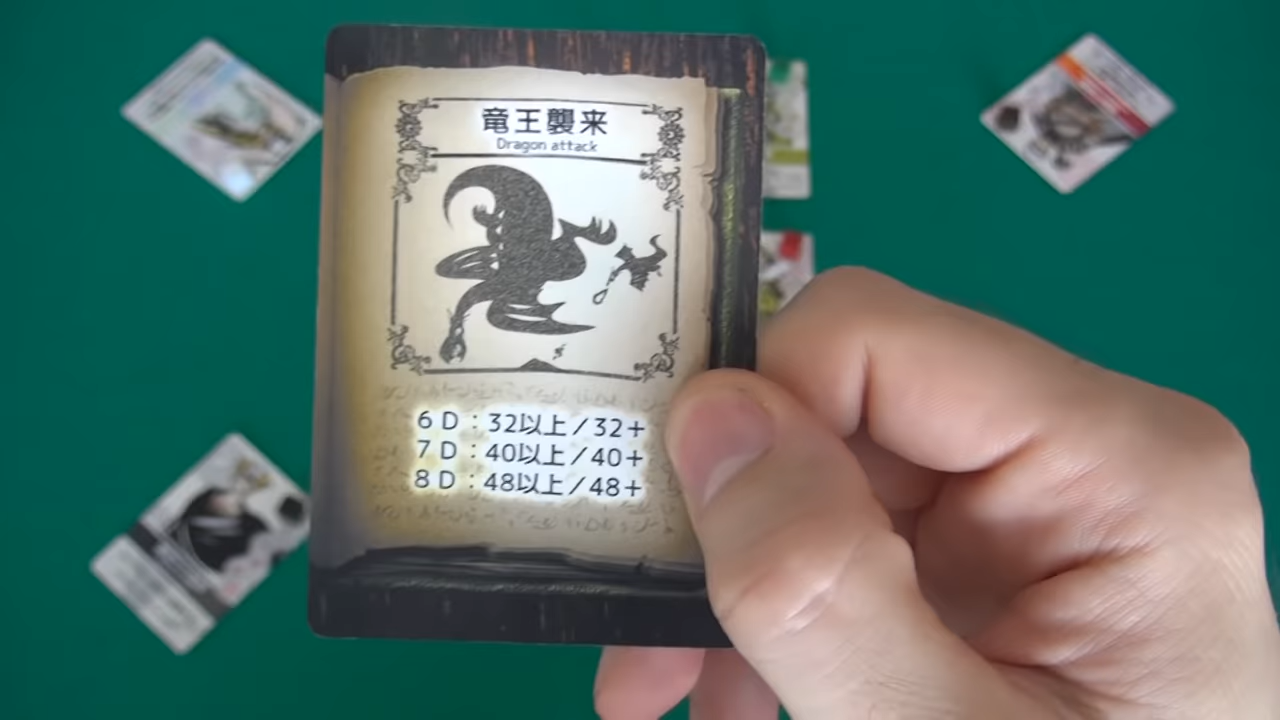 竜王襲来
Dragon attack
6D：32以上／32＋
7D：40以上／40＋
8D：48以上／48＋